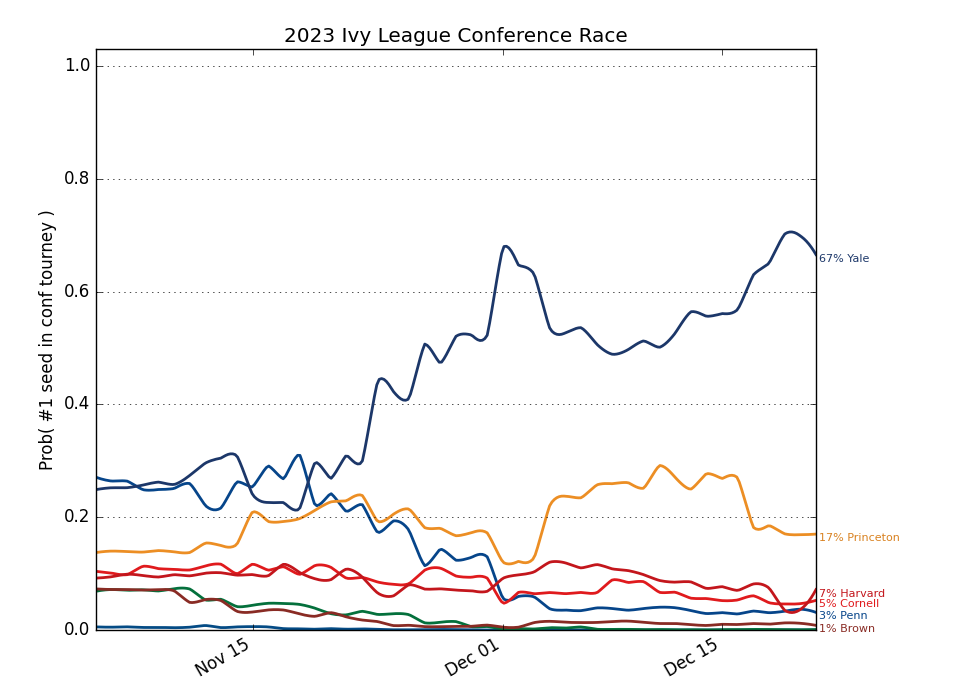 2023 Ivy League Conference Race
Prob( #1 seed in conf tourney )
1.0
0.8
0.6
0.4
0.2
0.0
Nov 15
Dec 01
Dec 15
67% Yale
17% Princeton
7% Harvard
5% Cornell
3% Penn
1% Brown